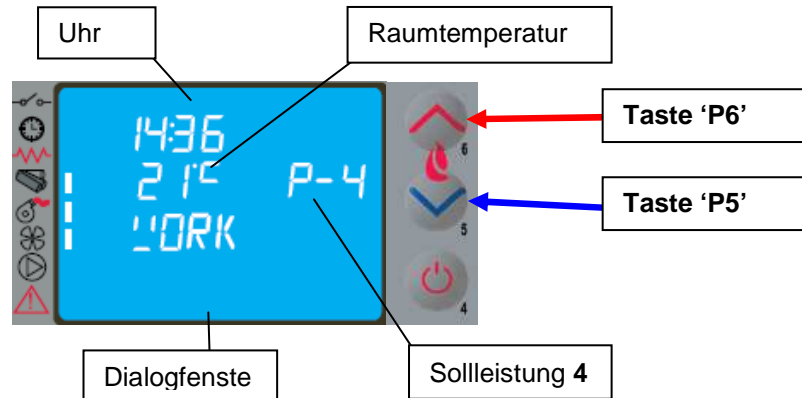 Uhr
Raumtemperatur
14:36
21°C P-4
WORK
6
5
4
Taste ‘P6’
Taste ‘P5’
Dialogfenste
Sollleistung 4